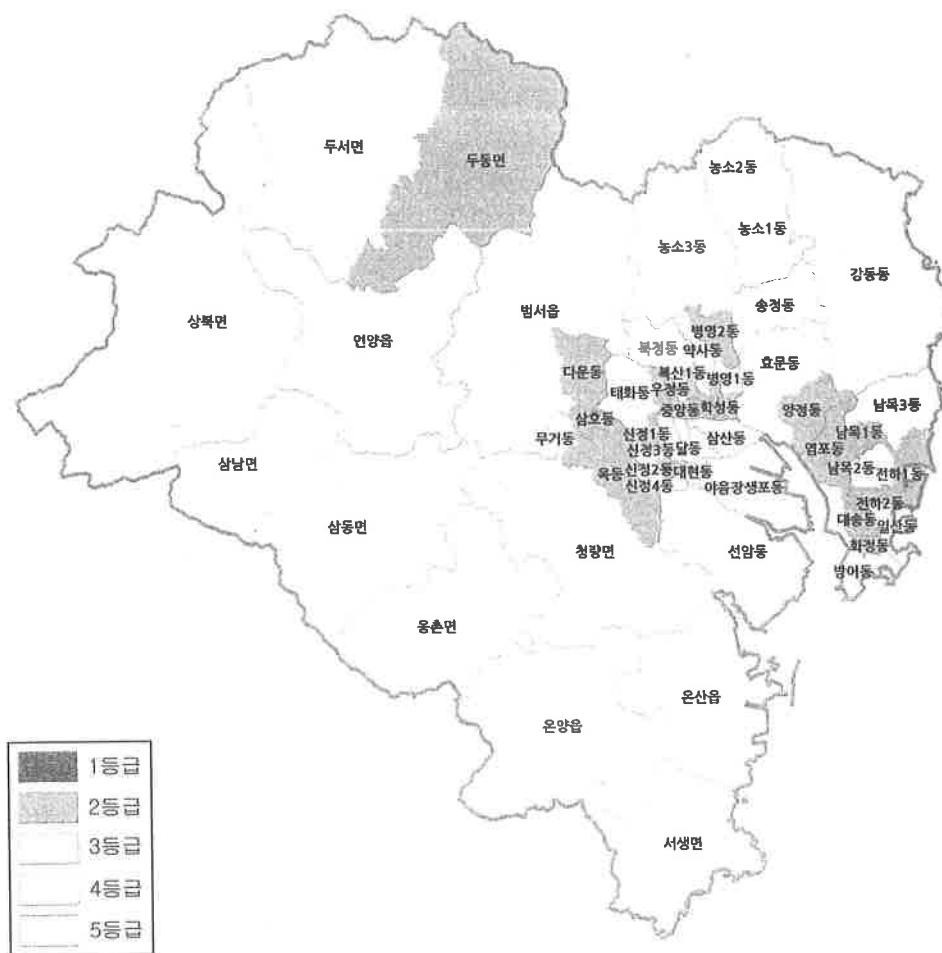 두서면
두동면
농소2동
농소3동
농소1동
강동동
상북면
언양읍
범서읍
송정동
병영2동
북정동
약사동
효문동
다운동
태화동
복산1동
우정동
병영1동
중앙동
학성동
양정동
남목3동
삼호동
무거동
신정1동
신정3동
달동
삼산동
남목1동
염포동
남목2동
전하1동
삼남면
옥동
신정2동
대현동
신정4동
야음장생포동
전하2동
대송동
일산동
화정동
방어동
삼동면
청량면
선암동
웅촌면
온산읍
온양읍
서생면
1등급
2등급
3등급
4등급
5등급